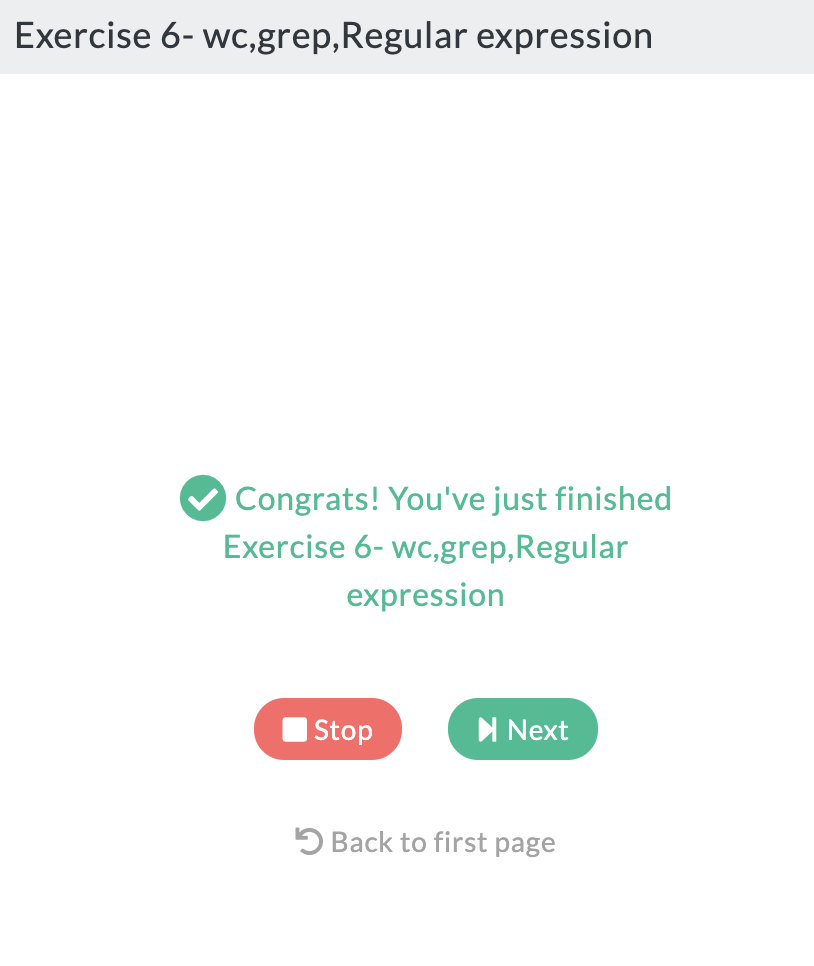 Exercise 6- wc,grep,Regular expression
Congrats! You've just finished
Exercise 6- wc,grep,Regular
expression
Stop
Next
Back to first page